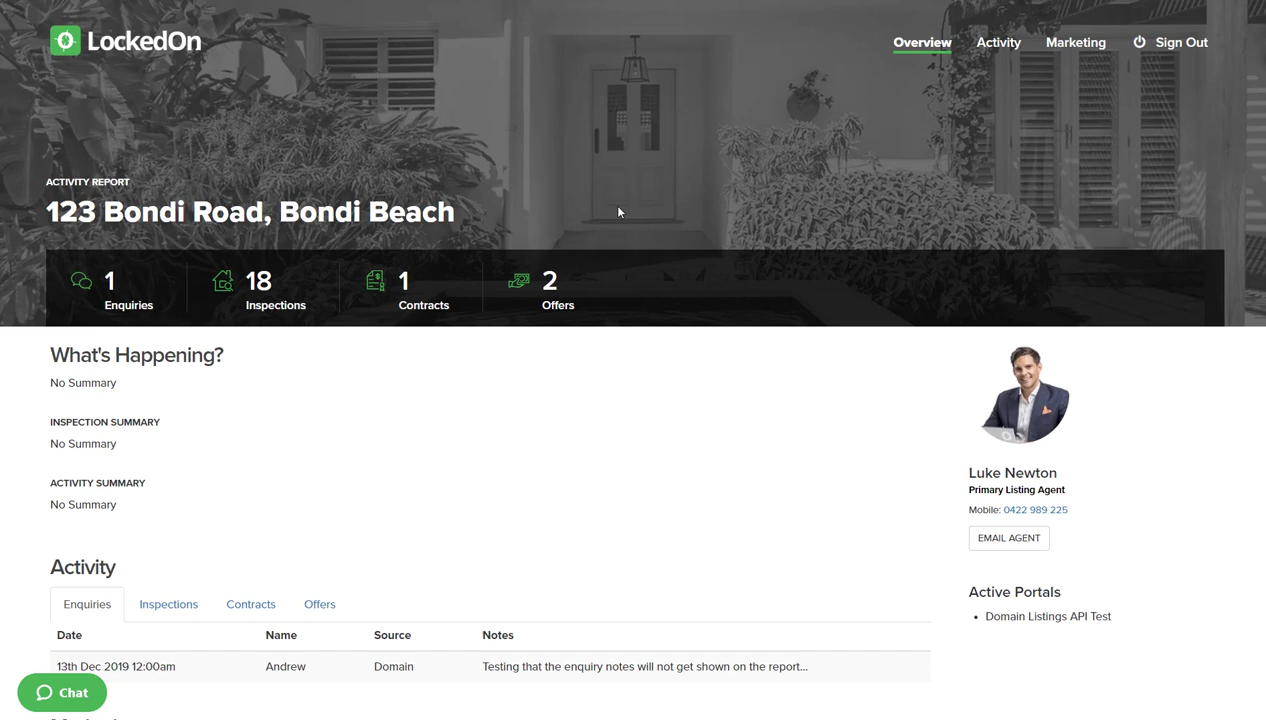 LockedOn
Overview Activity Marketing Sign Out
ACTIVITY REPORT
123 Bondi Road, Bondi Beach
1 18 1 2
Enquiries Inspections Contracts Offers
What's Happening?
No Summary
INSPECTION SUMMARY
No Summary
ACTIVITY SUMMARY
No Summary
Luke Newton
Primary Listing Agent
Mobile: 0422 989 225
EMAIL AGENT
Active Portals
• Domain Listings API Test
Activity
Enquiries Inspections Contracts Offers
Date Name Source Notes
13th Dec 2019 12:00am Andrew Domain Testing that the enquiry notes will not get shown on the report...
Chat